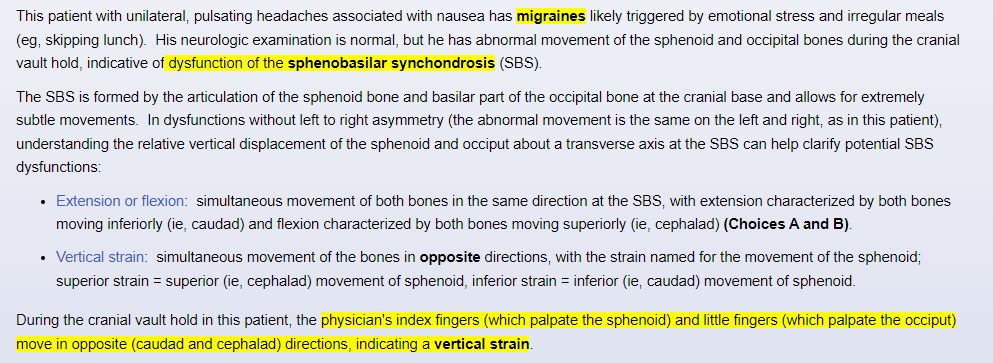 This patient with unilateral, pulsating headaches associated with nausea has migraines likely triggered by emotional stress and irregular meals
(eg, skipping lunch).  His neurologic examination is normal, but he has abnormal movement of the sphenoid and occipital bones during the cranial
vault hold, indicative of dysfunction of the sphenobasilar synchondrosis (SBS).
The SBS is formed by the articulation of the sphenoid bone and basilar part of the occipital bone at the cranial base and allows for extremely
subtle movements.  In dysfunctions without left to right asymmetry (the abnormal movement is the same on the left and right, as in this patient),
understanding the relative vertical displacement of the sphenoid and occiput about a transverse axis at the SBS can help clarify potential SBS
dysfunctions:
• Extension or flexion:  simultaneous movement of both bones in the same direction at the SBS, with extension characterized by both bones
moving inferiorly (ie, caudad) and flexion characterized by both bones moving superiorly (ie, cephalad) (Choices A and B).
• Vertical strain:  simultaneous movement of the bones in opposite directions, with the strain named for the movement of the sphenoid;
superior strain = superior (ie, cephalad) movement of sphenoid, inferior strain = inferior (ie, caudad) movement of sphenoid.
During the cranial vault hold in this patient, the physician's index fingers (which palpate the sphenoid) and little fingers (which palpate the occiput)
move in opposite (caudad and cephalad) directions, indicating a vertical strain.